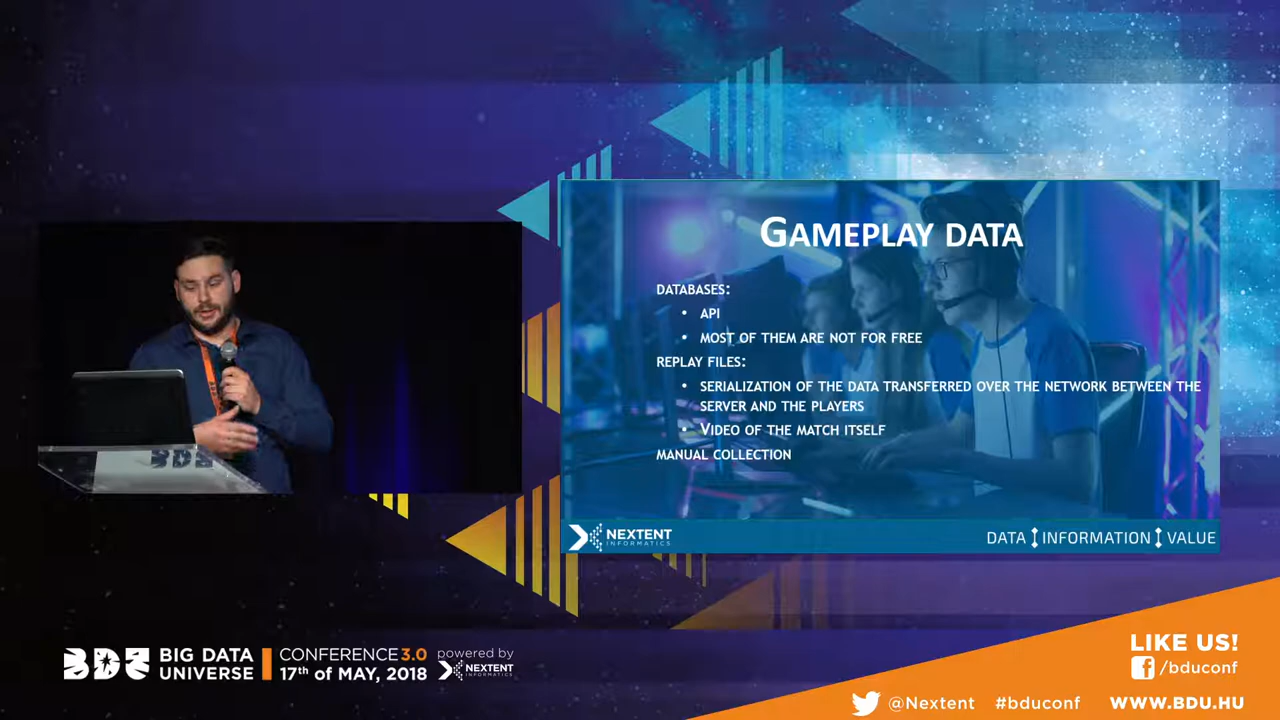 GAMEPLAY DATA
DATABASES:
• API
• MOST OF THEM ARE NOT FOR FREE
REPLAY FILES:
• SERIALIZATION OF THE DATA TRANSFERRED OVER THE NETWORK BETWEEN THE
SERVER AND THE PLAYERS
• VIDEO OF THE MATCH ITSELF
MANUAL COLLECTION
NEXTENT
INFORMATICS
DATA INFORMATION VALUE
BDU
BDU
BIG DATA
UNIVERSE
CONFERENCE 3.0
17th of MAY, 2018
powered by
NEXTENT
INFORMATICS
LIKE US!
/bduconf
@Nextent #bduconf WWW.BDU.HU